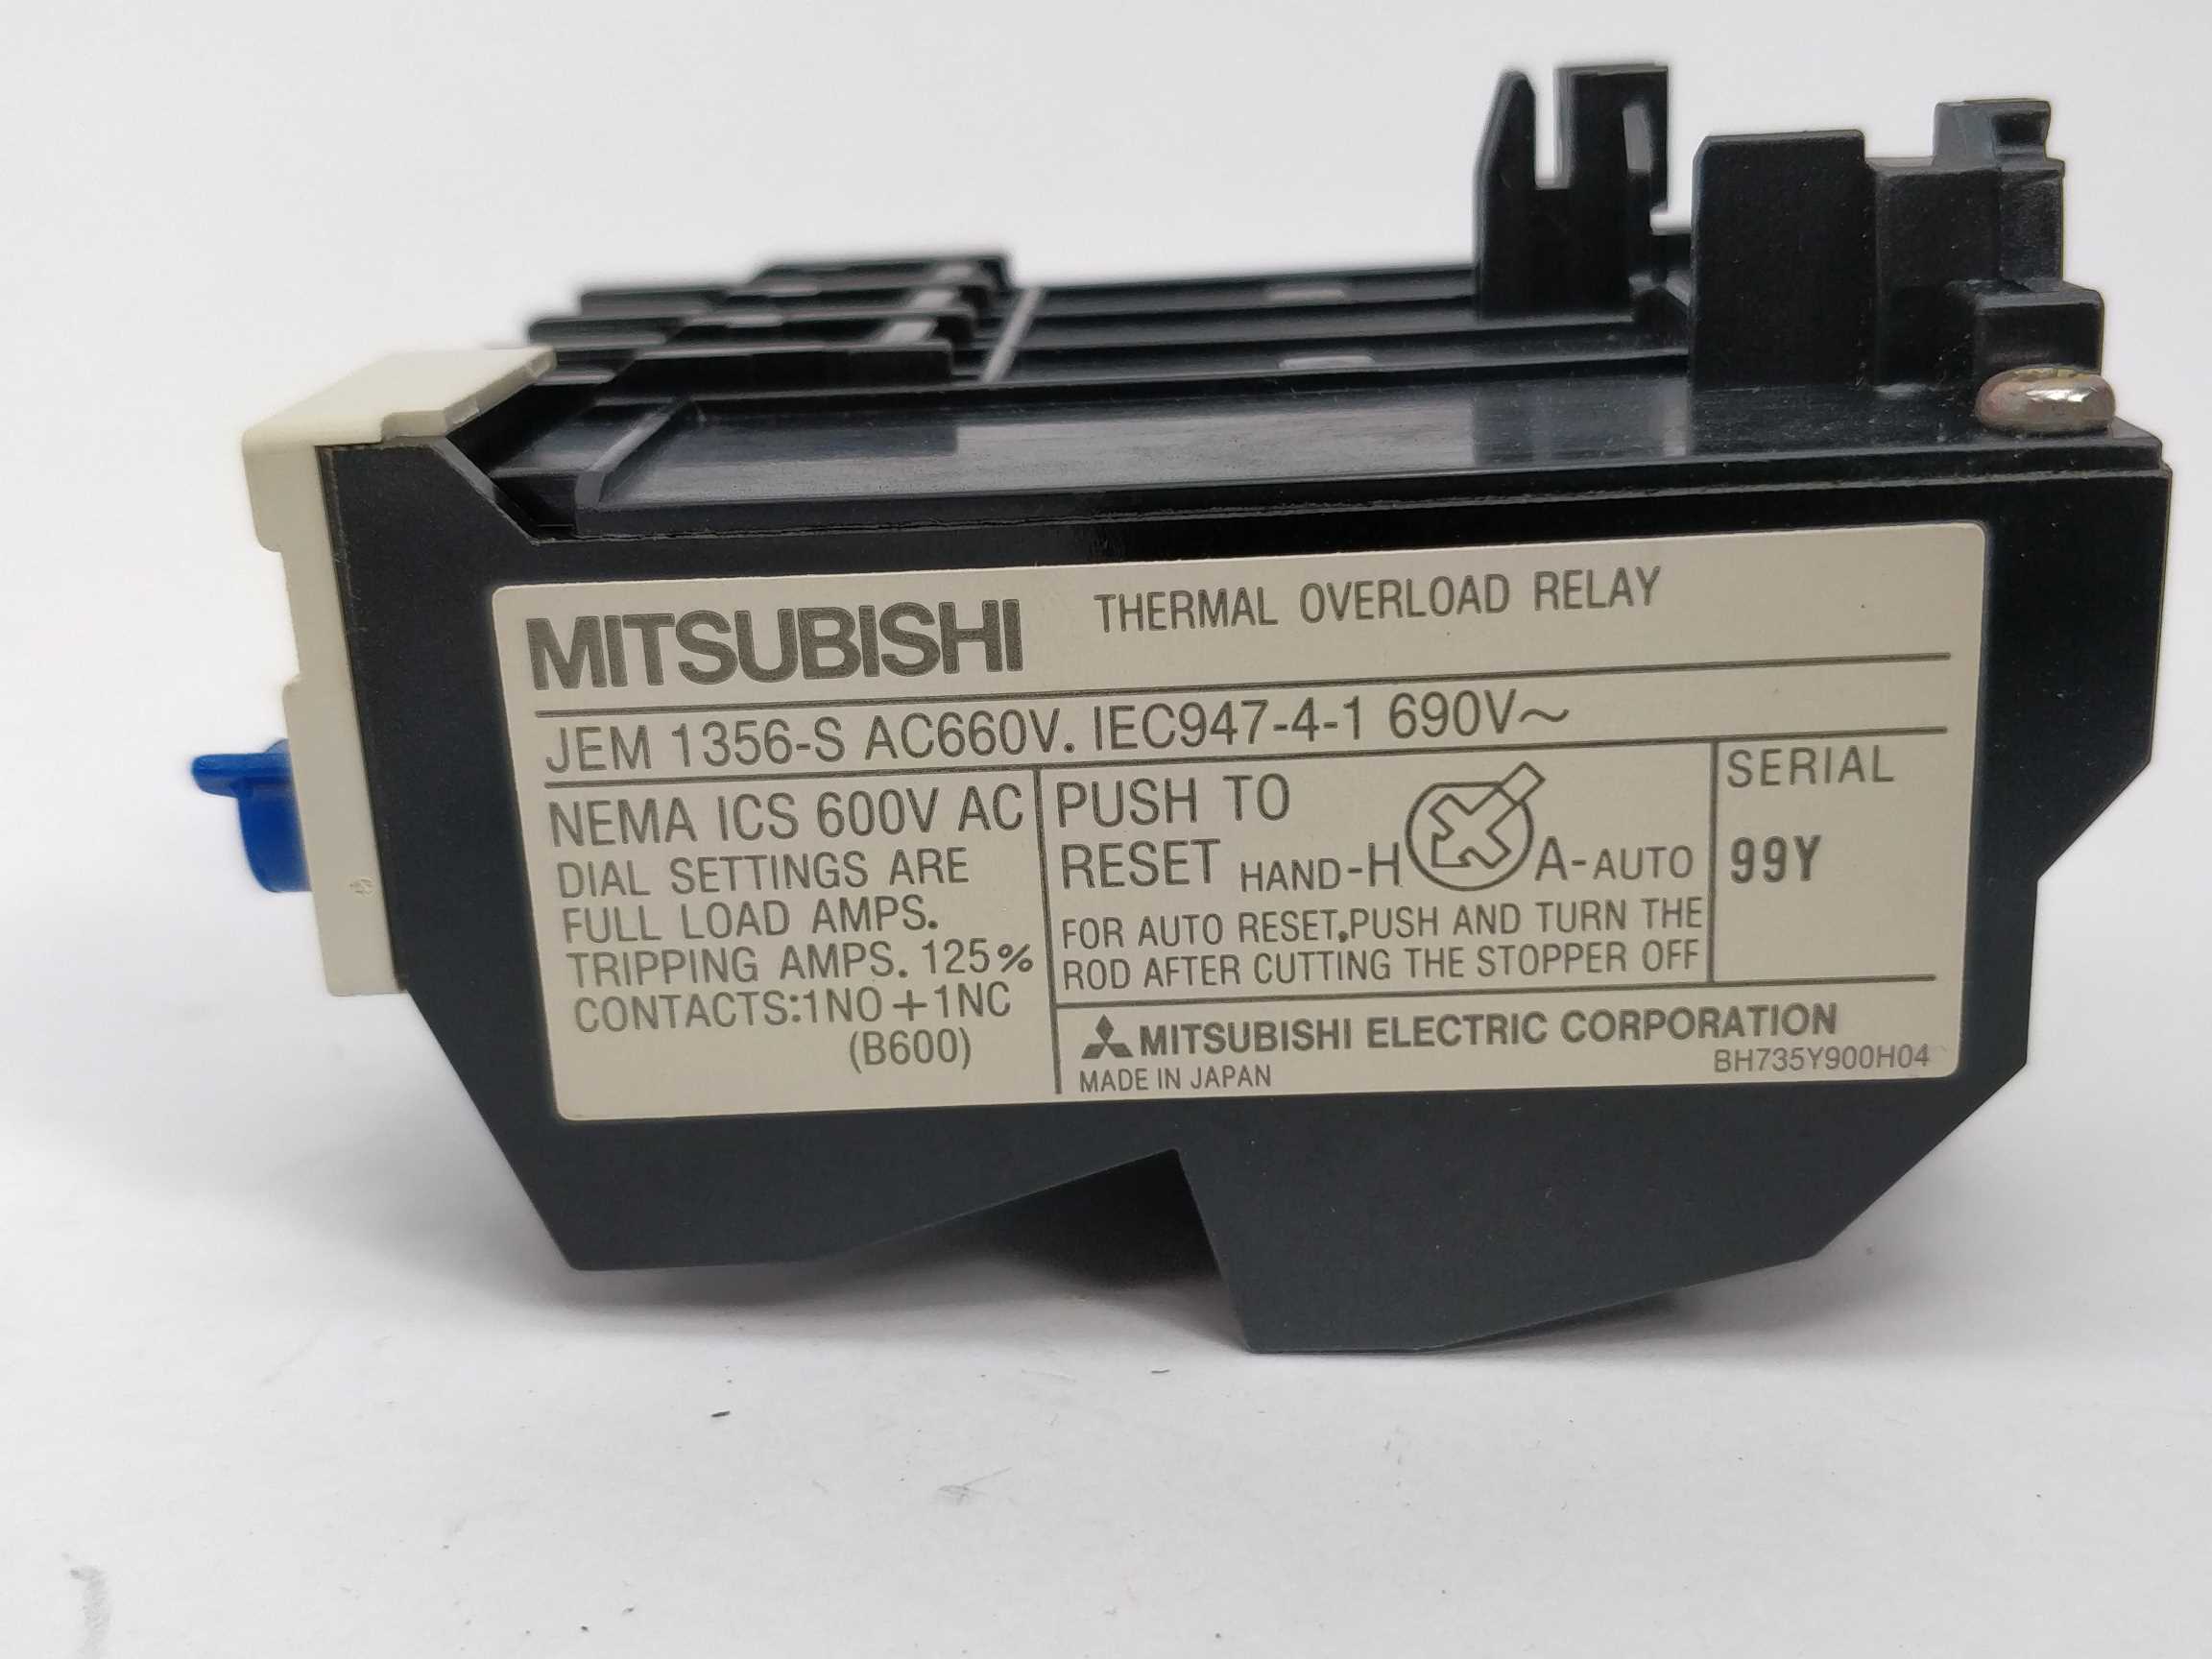 MITSUBISHI THERMAL OVERLOAD RELAY
JEM 1356-S AC660V. IEC947-4-1 690V~
NEMA ICS 600V AC
DIAL SETTINGS ARE
FULL LOAD AMPS.
TRIPPING AMPS. 125%
CONTACTS:1NO+1NC
(B600)
PUSH TO
RESET HAND-H A-AUTO
FOR AUTO RESET,PUSH AND TURN THE
ROD AFTER CUTTING THE STOPPER OFF
SERIAL
99Y
MITSUBISHI ELECTRIC CORPORATION
MADE IN JAPAN BH735Y900H04